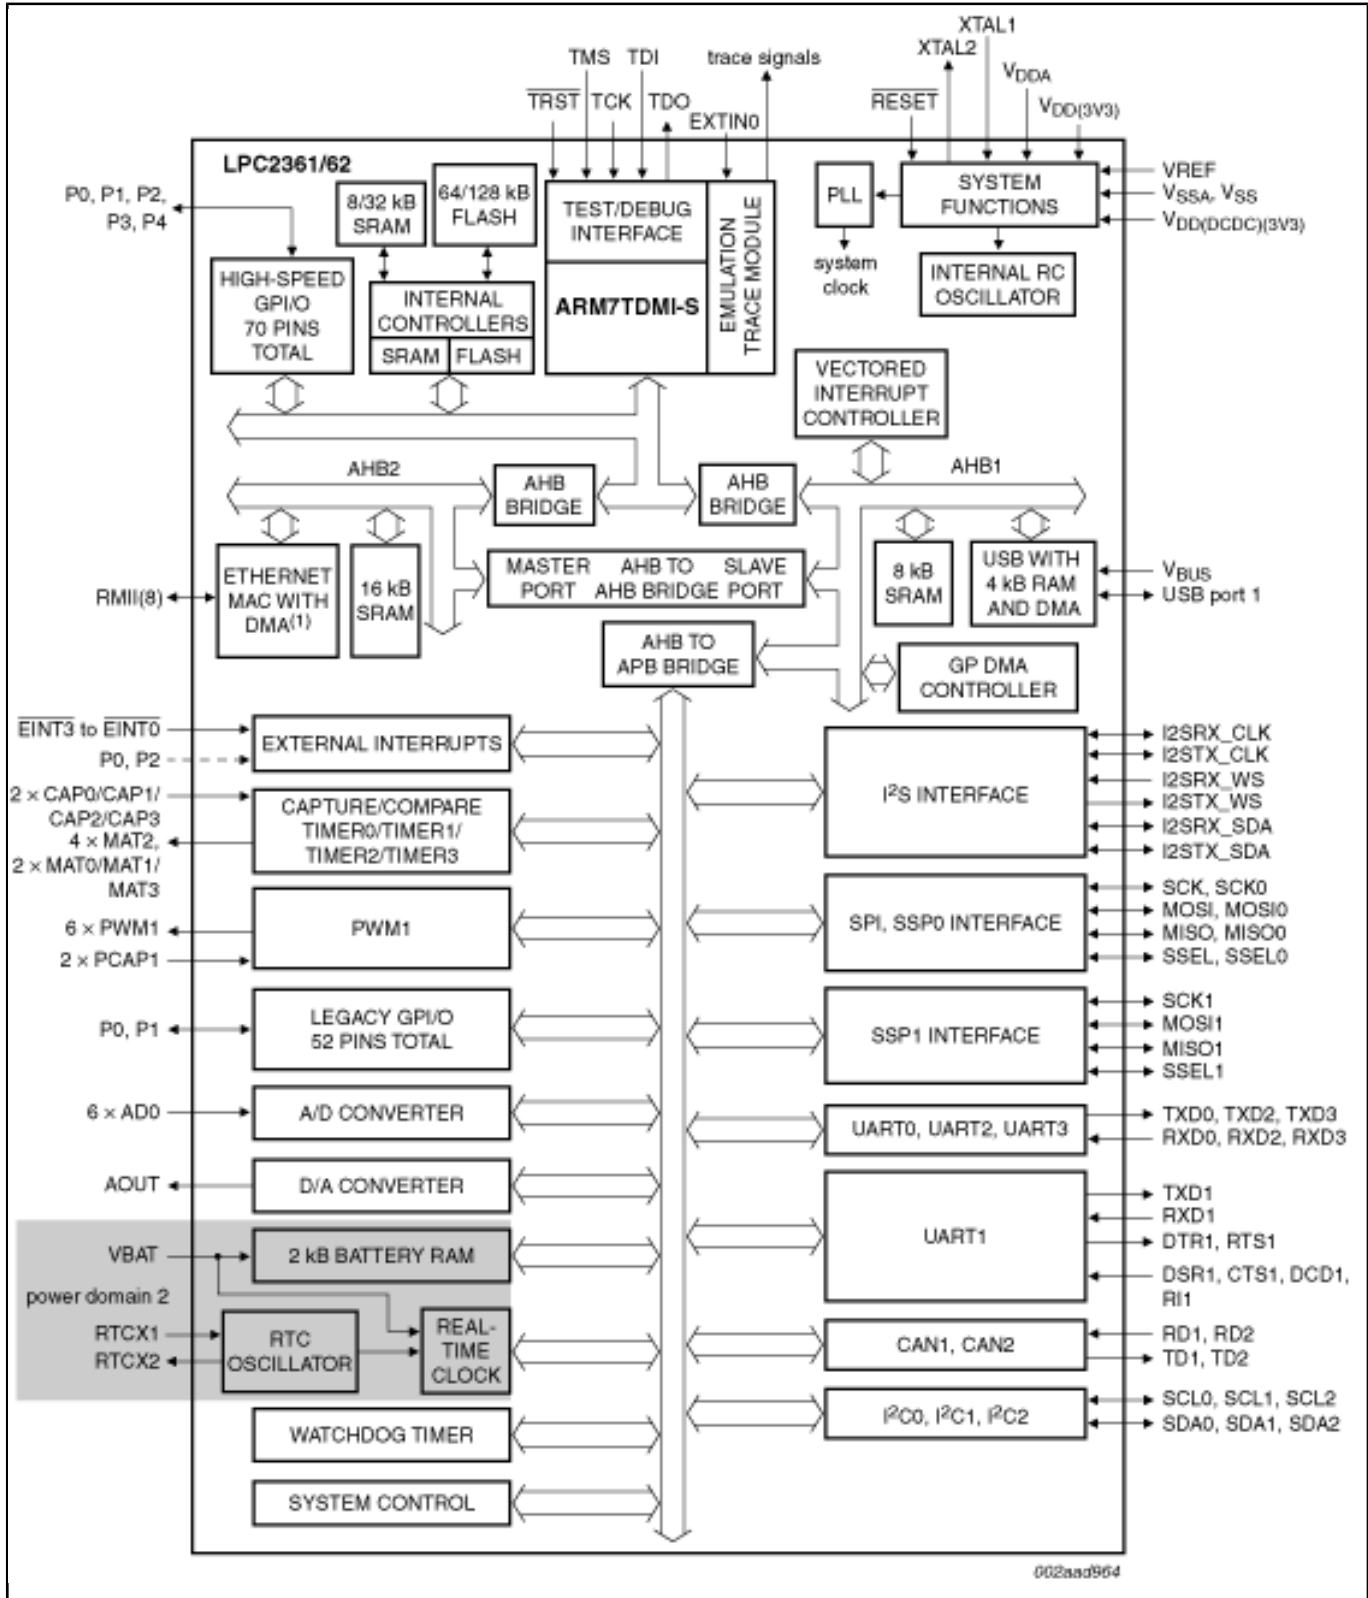 XTAL1
XTAL2
TMS TDI trace signals
VDDA
TRST TCK TDO
RESET
VDD(3V3)
EXTIN0
LPC2361/62
P0, P1, P2,
P3, P4
8/32 kB
SRAM
64/128 kB
FLASH
TEST/DEBUG
INTERFACE
EMULATION
TRACE MODULE
PLL
SYSTEM
FUNCTIONS
VREF
VSSA, VSS
VDD(DCDC)(3V3)
system
clock
HIGH-SPEED
GPI/O
70 PINS
TOTAL
INTERNAL
CONTROLLERS
SRAM FLASH
ARM7TDMI-S
INTERNAL RC
OSCILLATOR
VECTORED
INTERRUPT
CONTROLLER
AHB2
AHB
BRIDGE
AHB
BRIDGE
AHB1
RMII(8)
ETHERNET
MAC WITH
DMA(1)
16 kB
SRAM
MASTER AHB TO SLAVE
PORT AHB BRIDGE PORT
8 kB
SRAM
USB WITH
4 kB RAM
AND DMA
VBUS
USB port 1
AHB TO
APB BRIDGE
GP DMA
CONTROLLER
EINT3 to EINT0
P0, P2
EXTERNAL INTERRUPTS
2 × CAP0/CAP1/
CAP2/CAP3
4 × MAT2,
2 × MAT0/MAT1/
MAT3
CAPTURE/COMPARE
TIMER0/TIMER1/
TIMER2/TIMER3
6 × PWM1
2 × PCAP1
PWM1
P0, P1
LEGACY GPI/O
52 PINS TOTAL
6 × AD0
A/D CONVERTER
AOUT
D/A CONVERTER
VBAT
2 kB BATTERY RAM
power domain 2
RTCX1
RTCX2
RTC
OSCILLATOR
REAL-
TIME
CLOCK
WATCHDOG TIMER
SYSTEM CONTROL
I2S INTERFACE
I2SRX_CLK
I2STX_CLK
I2SRX_WS
I2STX_WS
I2SRX_SDA
I2STX_SDA
SPI, SSP0 INTERFACE
SCK, SCK0
MOSI, MOSI0
MISO, MISO0
SSEL, SSEL0
SSP1 INTERFACE
SCK1
MOSI1
MISO1
SSEL1
UART0, UART2, UART3
TXD0, TXD2, TXD3
RXD0, RXD2, RXD3
UART1
TXD1
RXD1
DTR1, RTS1
DSR1, CTS1, DCD1,
RI1
CAN1, CAN2
RD1, RD2
TD1, TD2
I2C0, I2C1, I2C2
SCL0, SCL1, SCL2
SDA0, SDA1, SDA2
002aad964